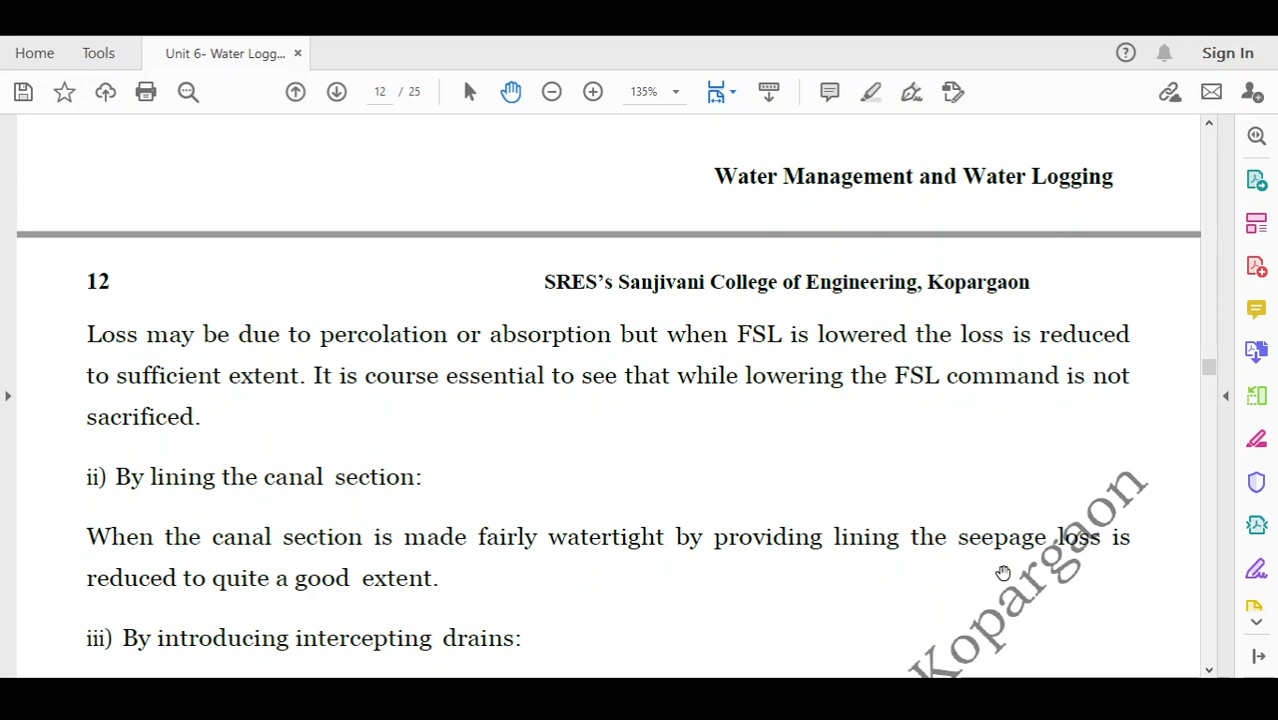 Home Tools Unit 6- Water Logg... × Sign In
12 / 25 135%
Water Management and Water Logging
12 SRES’s Sanjivani College of Engineering, Kopargaon
Loss may be due to percolation or absorption but when FSL is lowered the loss is reduced
to sufficient extent. It is course essential to see that while lowering the FSL command is not
sacrificed.
ii) By lining the canal section:
When the canal section is made fairly watertight by providing lining the seepage loss is
reduced to quite a good extent.
iii) By introducing intercepting drains:
Kopargaon